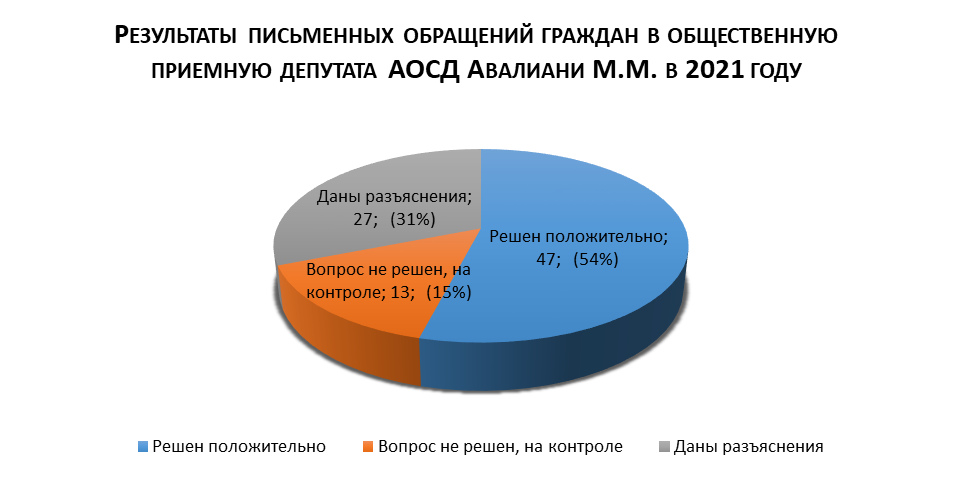 Результаты письменных обращений граждан в общественную
приемную депутата АОСД Авалиани М.М. в 2021 году
Даны разъяснения;
27; (31%)
Решен положительно;
47; (54%)
Вопрос не решен, на
контроле; 13; (15%)
Решен положительно
Вопрос не решен, на контроле
Даны разъяснения